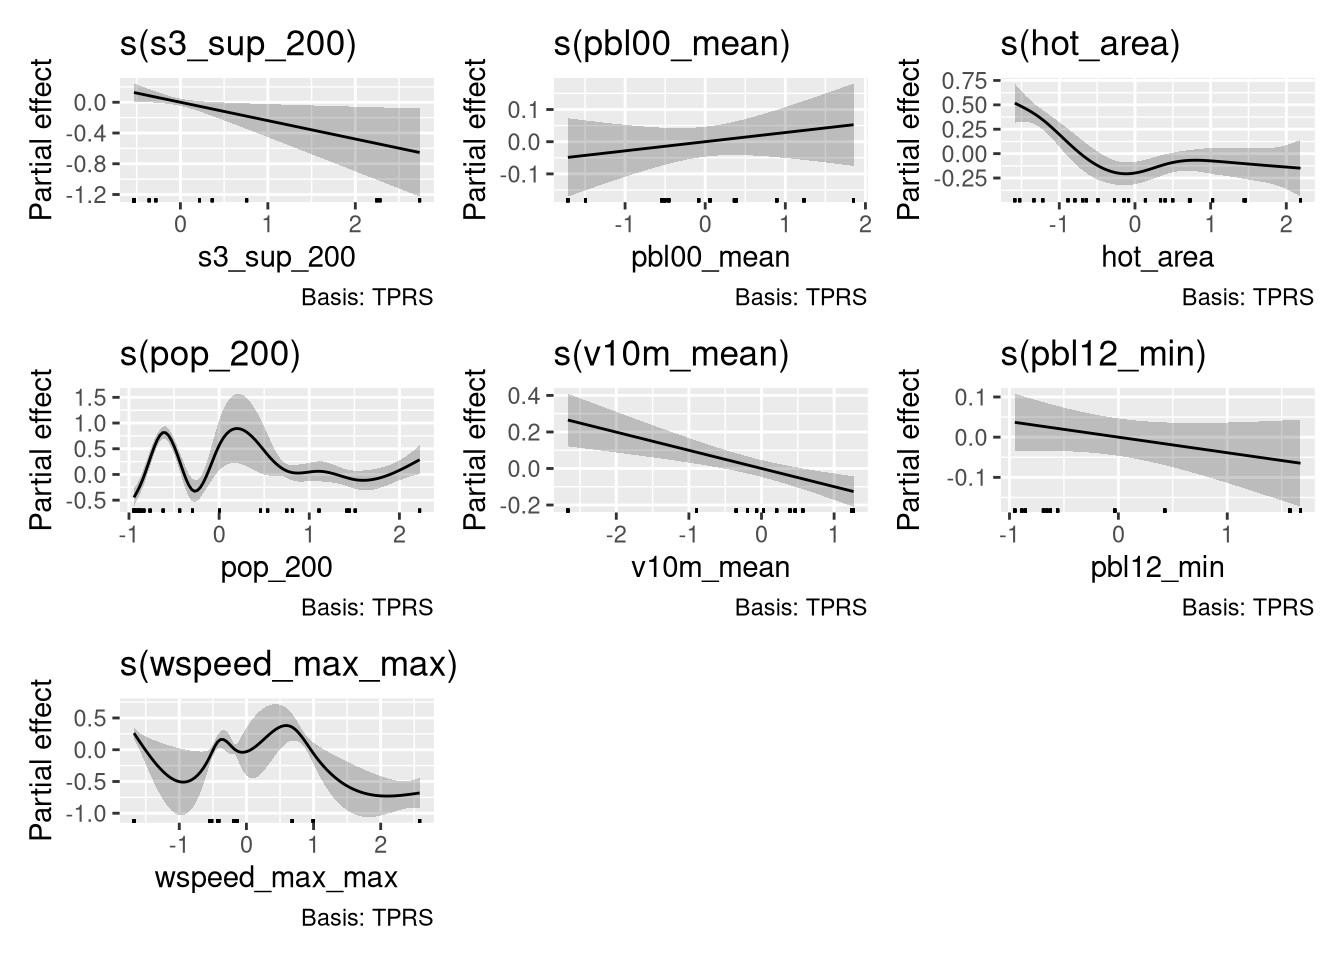 s(s3_sup_200)
Partial effect
0.0
-0.4
-0.8
-1.2
0 1 2
s3_sup_200
Basis: TPRS
s(pbl00_mean)
Partial effect
0.1
0.0
-0.1
-1 0 1 2
pbl00_mean
Basis: TPRS
s(hot_area)
Partial effect
0.75
0.50
0.25
0.00
-0.25
-1 0 1 2
hot_area
Basis: TPRS
s(pop_200)
Partial effect
1.5
1.0
0.5
0.0
-0.5
-1 0 1 2
pop_200
Basis: TPRS
s(v10m_mean)
Partial effect
0.4
0.2
0.0
-0.2
-2 -1 0 1
v10m_mean
Basis: TPRS
s(pbl12_min)
Partial effect
0.1
0.0
-0.1
-1 0 1
pbl12_min
Basis: TPRS
s(wspeed_max_max)
Partial effect
0.5
0.0
-0.5
-1.0
-1 0 1 2
wspeed_max_max
Basis: TPRS